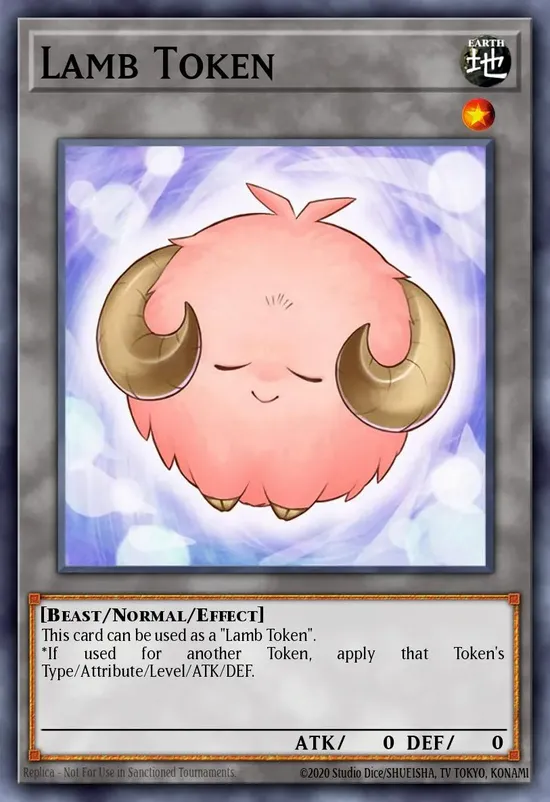 Lamb Token
EARTH
地
[Beast/Normal/Effect]
This card can be used as a "Lamb Token".
*If used for another Token, apply that Token's
Type/Attribute/Level/ATK/DEF.
ATK/ 0 DEF/ 0
Replica - Not For Use in Sanctioned Tournaments.
©2020 Studio Dice/SHUEISHA, TV TOKYO, KONAMI